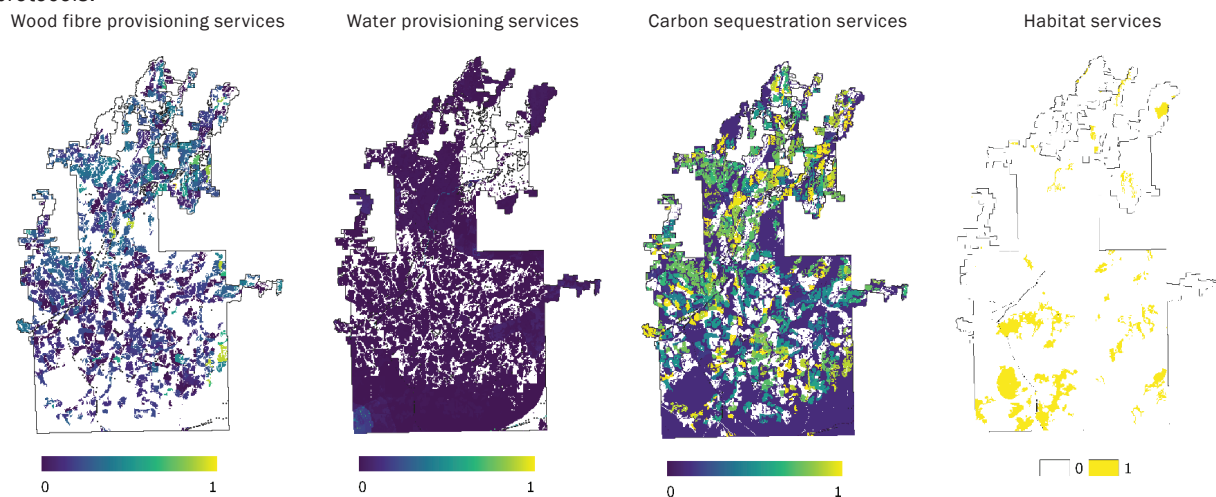 Wood fibre provisioning services Water provisioning services Carbon sequestration services Habitat services
0 1 0 1 0 1 0 1